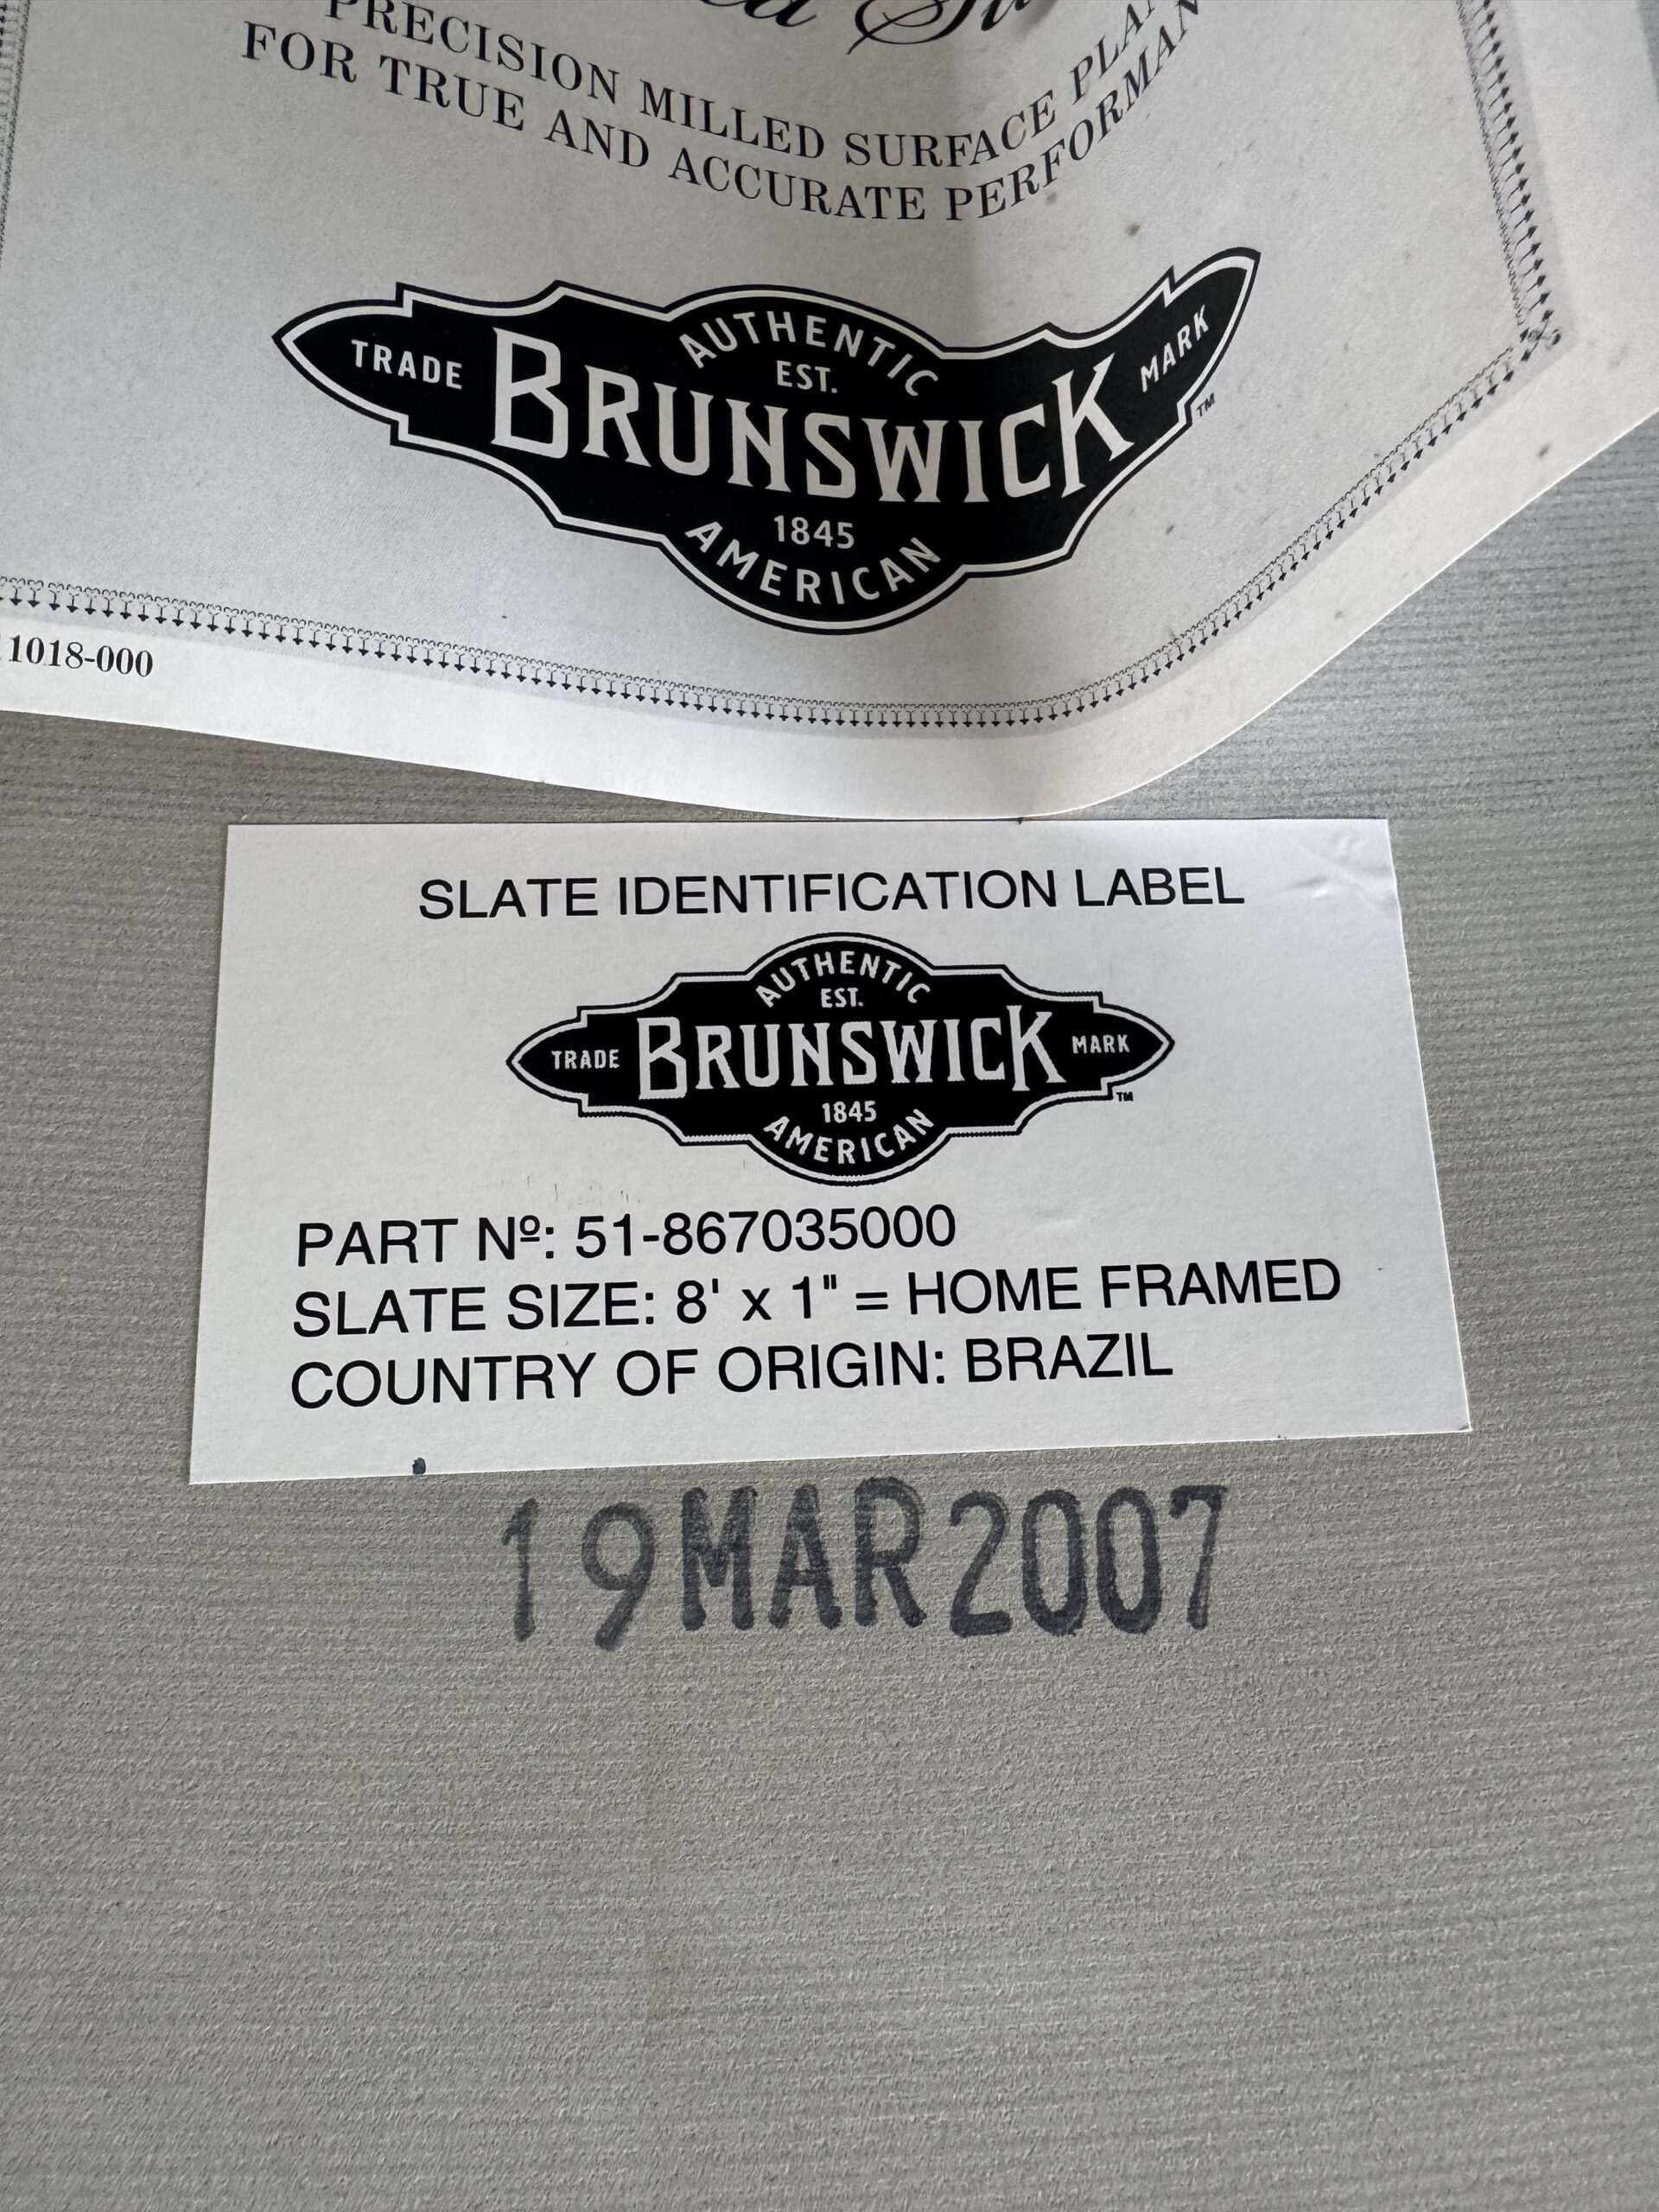 PRECISION MILLED SURFACE
FOR TRUE AND ACCURATE
TRADE AUTHENTIC MARK
EST.
BRUNSWICK
TM
1845
AMERICAN
1018-000
SLATE IDENTIFICATION LABEL
AUTHENTIC
EST.
TRADE BRUNSWICK MARK
TM
1845
AMERICAN
PART Nº: 51-867035000
SLATE SIZE: 8' x 1" = HOME FRAMED
COUNTRY OF ORIGIN: BRAZIL
19MAR2007